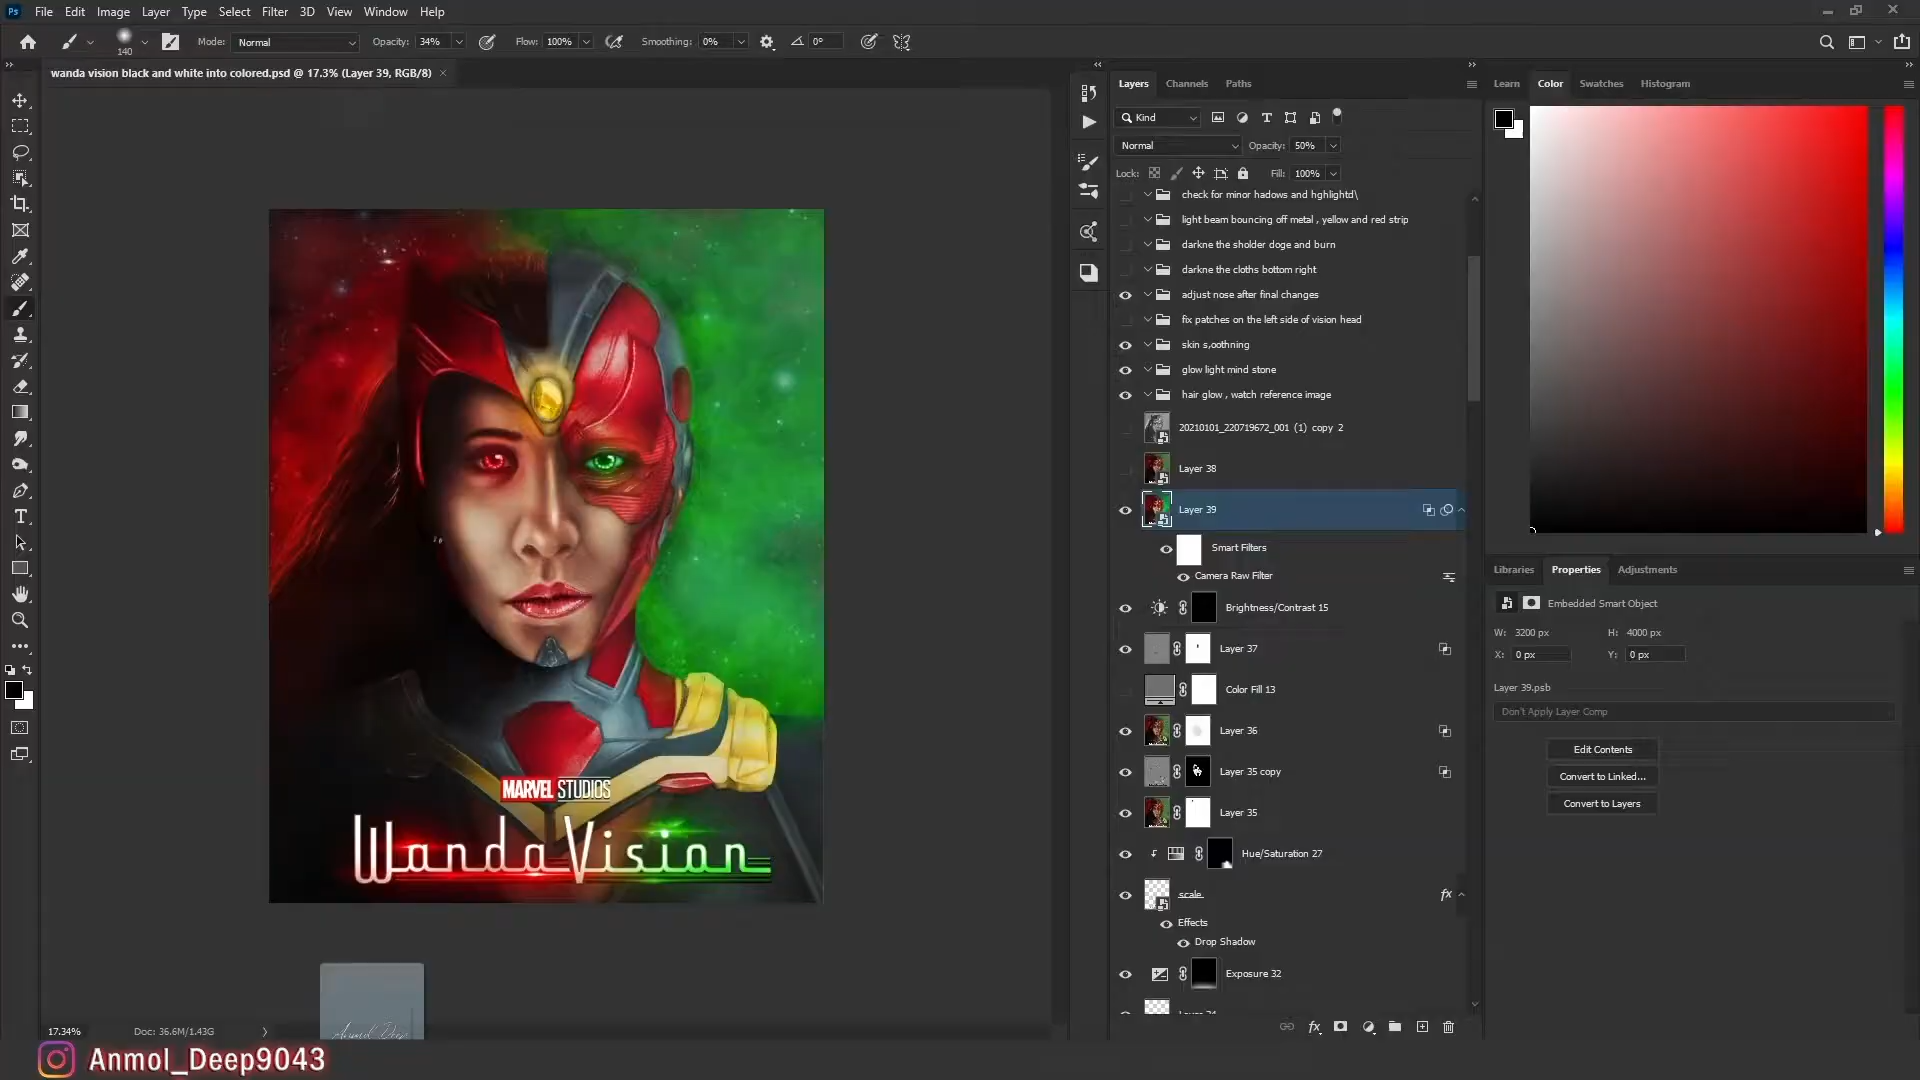 Ps File Edit Image Layer Type Select Filter 3D View Window Help
140 Mode: Normal Opacity: 34% Flow: 100% Smoothing: 0% 0°
wanda vision black and white into colored.psd @ 17.3% (Layer 39, RGB/8) ×
Layers Channels Paths
Learn Color Swatches Histogram
Kind
Normal Opacity: 50%
Lock: Fill: 100%
check for minor hadows and hghlightd\
light beam bouncing off metal , yellow and red strip
darkne the sholder doge and burn
darkne the cloths bottom right
adjust nose after final changes
fix patches on the left side of vision head
skin s,oothning
glow light mind stone
hair glow , watch reference image
20210101_220719672_001 (1) copy 2
Layer 38
Layer 39
Smart Filters
Camera Raw Filter
Brightness/Contrast 15
Layer 37
Color Fill 13
Layer 36
Layer 35 copy
Layer 35
Hue/Saturation 27
scale
fx
Effects
Drop Shadow
Exposure 32
fx
Libraries Properties Adjustments
Embedded Smart Object
W: 3200 px H: 4000 px
X: 0 px Y: 0 px
Layer 39.psb
Don't Apply Layer Comp
Edit Contents
Convert to Linked...
Convert to Layers
MARVEL STUDIOS
WandaVision
Anmol Deep
17.34% Doc: 36.6M/1.43G
Anmol_Deep9043